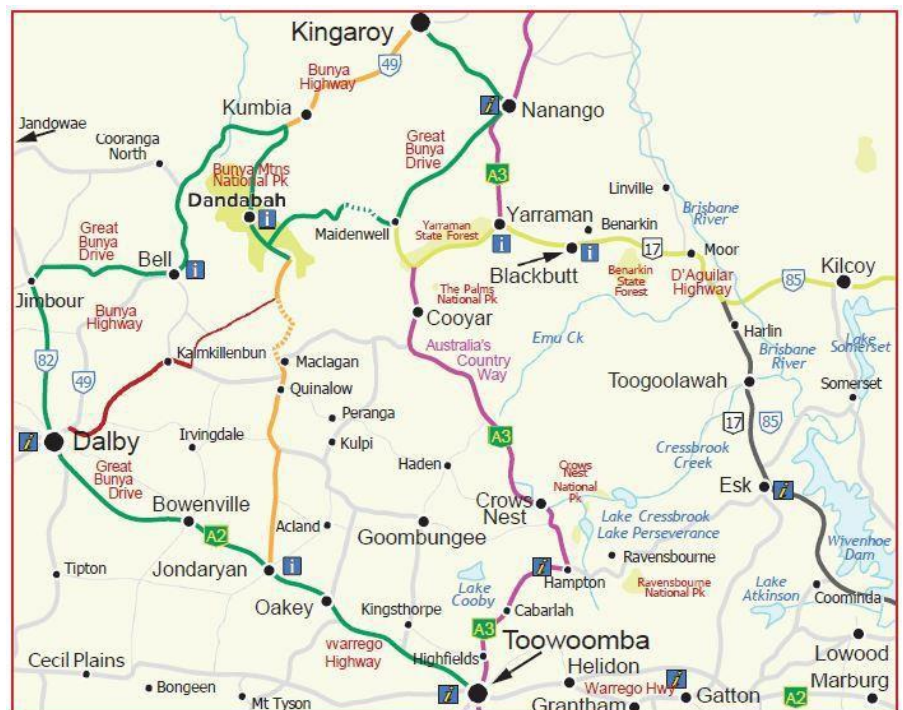 Kingaroy
49
Bunya
Highway
Kumbia
Nanango
i
Jandowae
Cooranga
North
Great
Bunya
Drive
Bunya Mtns
National Pk
A3
Linville
Dandabah
i
Brisbane
River
Maidenwell
Yarraman
State Forest
Yarraman
i
Benarkin
Great
Bunya
Drive
Bell
i
Blackbutt
i
17
Moor
Kilcoy
Benarkin
State
Forest
D'Aguilar
Highway
85
Jimbour
Bunya
Highway
The Palms
National Pk
Cooyar
Emu Ck
Harlin
Lake
Somerset
Australia's
Country
Way
Brisbane
River
82
49
Kaimkillenbun
Maclagan
Quinalow
Toogoolawah
Somerset
Peranga
17
85
i
Dalby
Irvingdale
Kulpi
A3
Cressbrook
Creek
Great
Bunya
Drive
Haden
Crows
Nest
National
Pk
Esk
i
Bowenville
A2
Acland
Goombungee
Crows
Nest
Lake Cressbrook
Lake Perseverance
Wivenhoe
Dam
Tipton
Jondaryan
i
Ravensbourne
i
Hampton
Lake
Cooby
Ravensbourne
National Pk
Lake
Atkinson
Coominda
Oakey
Kingsthorpe
Cabarlah
A3
Warrego
Highway
Toowoomba
Highfields
Cecil Plains
Helidon
Lowood
Bongeen
Mt Tyson
i
Warrego Hwy
i
Gatton
Marburg
A2
Grantham